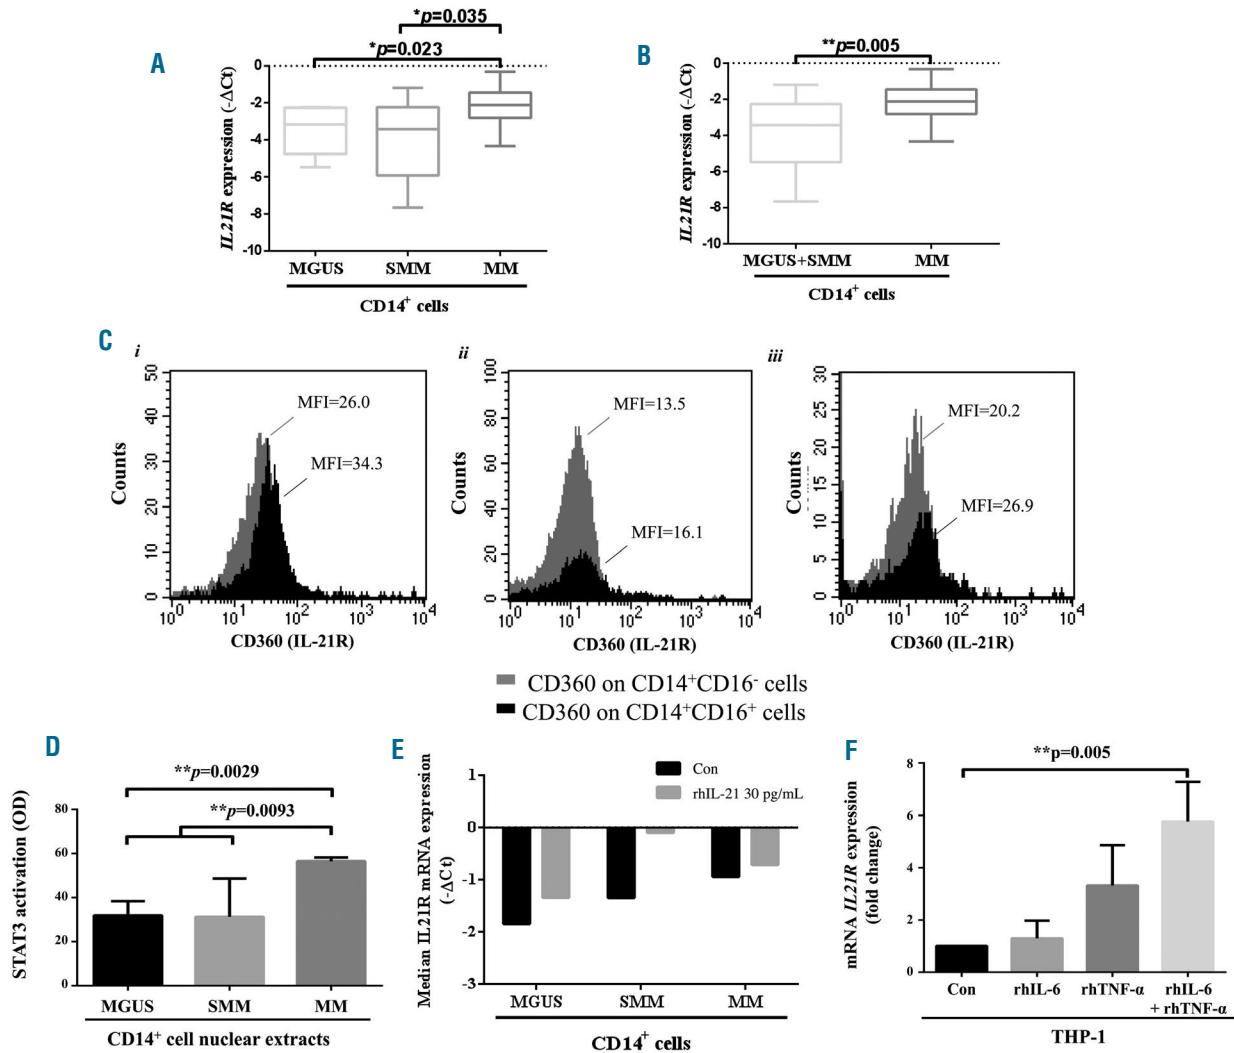 A
*p=0.035
*p=0.023
IL21R expression (-ΔCt)
0
-2
-4
-6
-8
-10
MGUS
SMM
MM
CD14+ cells
B
**p=0.005
IL21R expression (-ΔCt)
0
-2
-4
-6
-8
-10
MGUS+SMM
MM
CD14+ cells
C
i
Counts
50
40
30
20
10
0
MFI=26.0
MFI=34.3
10^0 10^1 10^2 10^3 10^4
CD360 (IL-21R)
ii
Counts
100
80
60
40
20
0
MFI=13.5
MFI=16.1
10^0 10^1 10^2 10^3 10^4
CD360 (IL-21R)
iii
Counts
30
25
20
15
10
5
0
MFI=20.2
MFI=26.9
10^0 10^1 10^2 10^3 10^4
CD360 (IL-21R)
CD360 on CD14+CD16- cells
CD360 on CD14+CD16+ cells
D
**p=0.0029
**p=0.0093
STAT3 activation (OD)
80
60
40
20
0
MGUS
SMM
MM
CD14+ cell nuclear extracts
E
Median IL21R mRNA expression
(-ΔCt)
Con
rhIL-21 30 pg/mL
1
0
-1
-2
-3
MGUS
SMM
MM
CD14+ cells
F
**p=0.005
mRNA IL21R expression
(fold change)
8
6
4
2
0
Con
rhIL-6
rhTNF-α
rhIL-6
+ rhTNF-α
THP-1